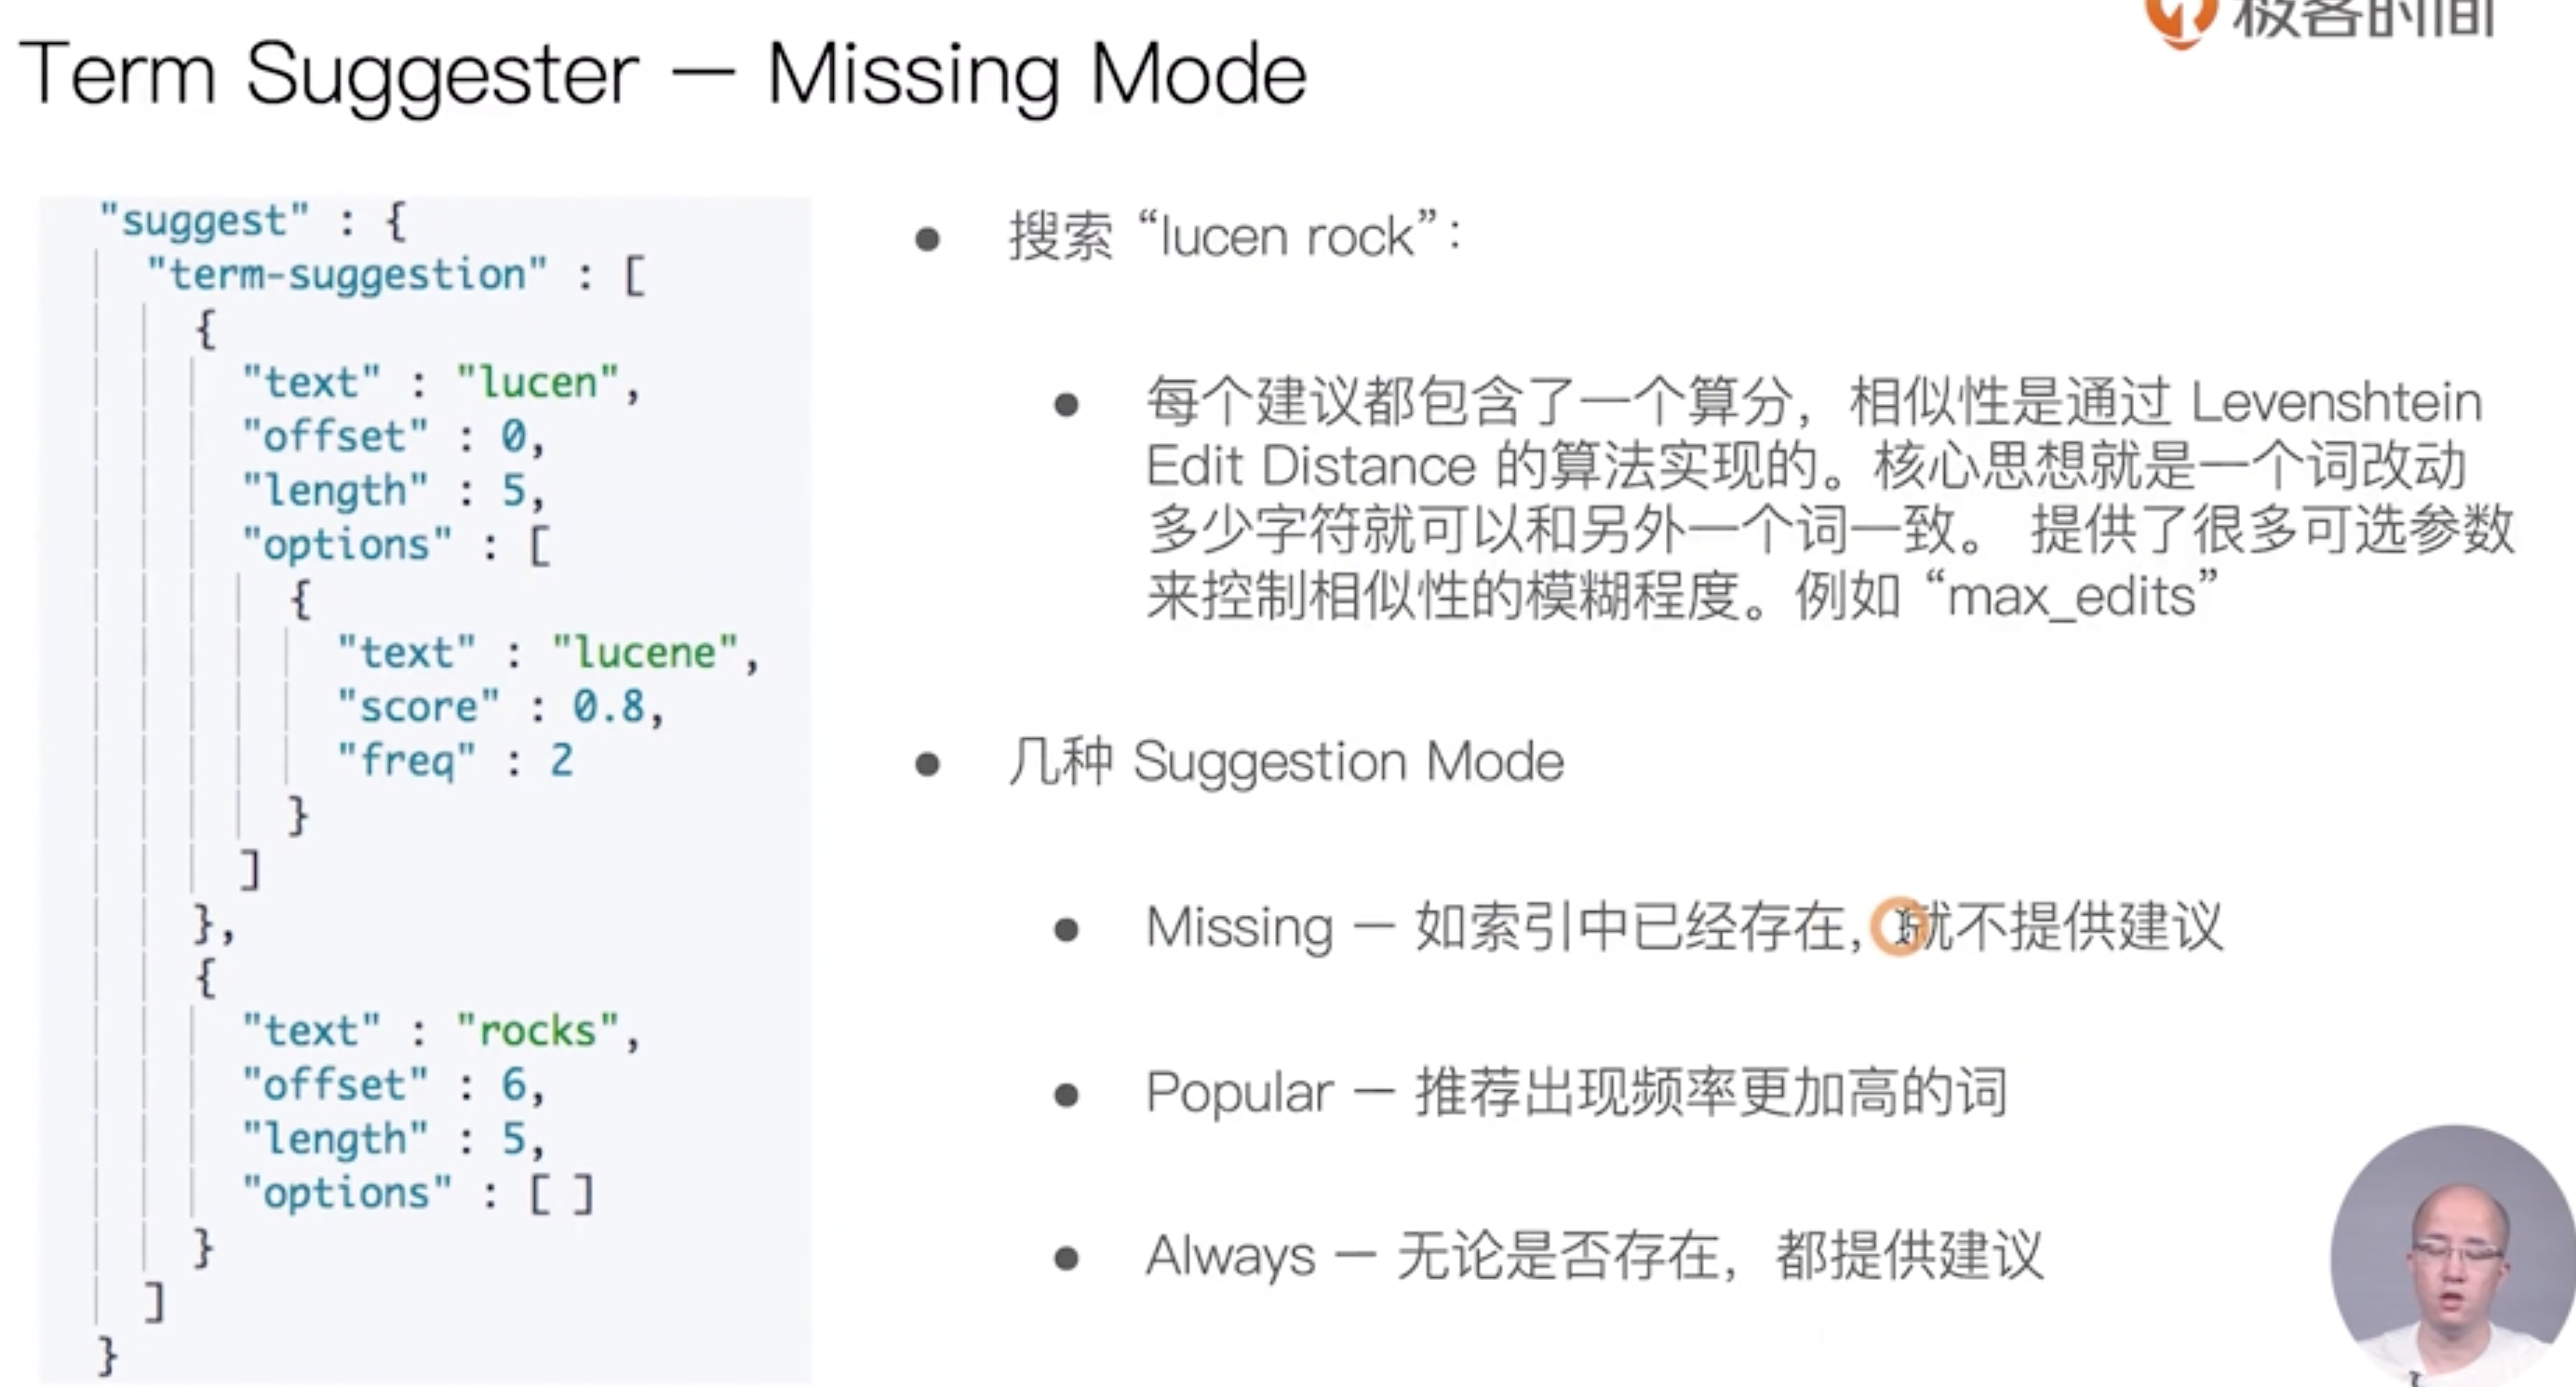 极客时间
Term Suggester – Missing Mode
"suggest" : {
"term-suggestion" : [
{
"text" : "lucen",
"offset" : 0,
"length" : 5,
"options" : [
{
"text" : "lucene",
"score" : 0.8,
"freq" : 2
}
]
},
{
"text" : "rocks",
"offset" : 6,
"length" : 5,
"options" : [ ]
}
]
}
● 搜索 “lucen rock”：
● 每个建议都包含了一个算分，相似性是通过 Levenshtein
Edit Distance 的算法实现的。核心思想就是一个词改动
多少字符就可以和另外一个词一致。 提供了很多可选参数
来控制相似性的模糊程度。例如 “max_edits”
● 几种 Suggestion Mode
● Missing – 如索引中已经存在，就不提供建议
● Popular – 推荐出现频率更加高的词
● Always – 无论是否存在，都提供建议